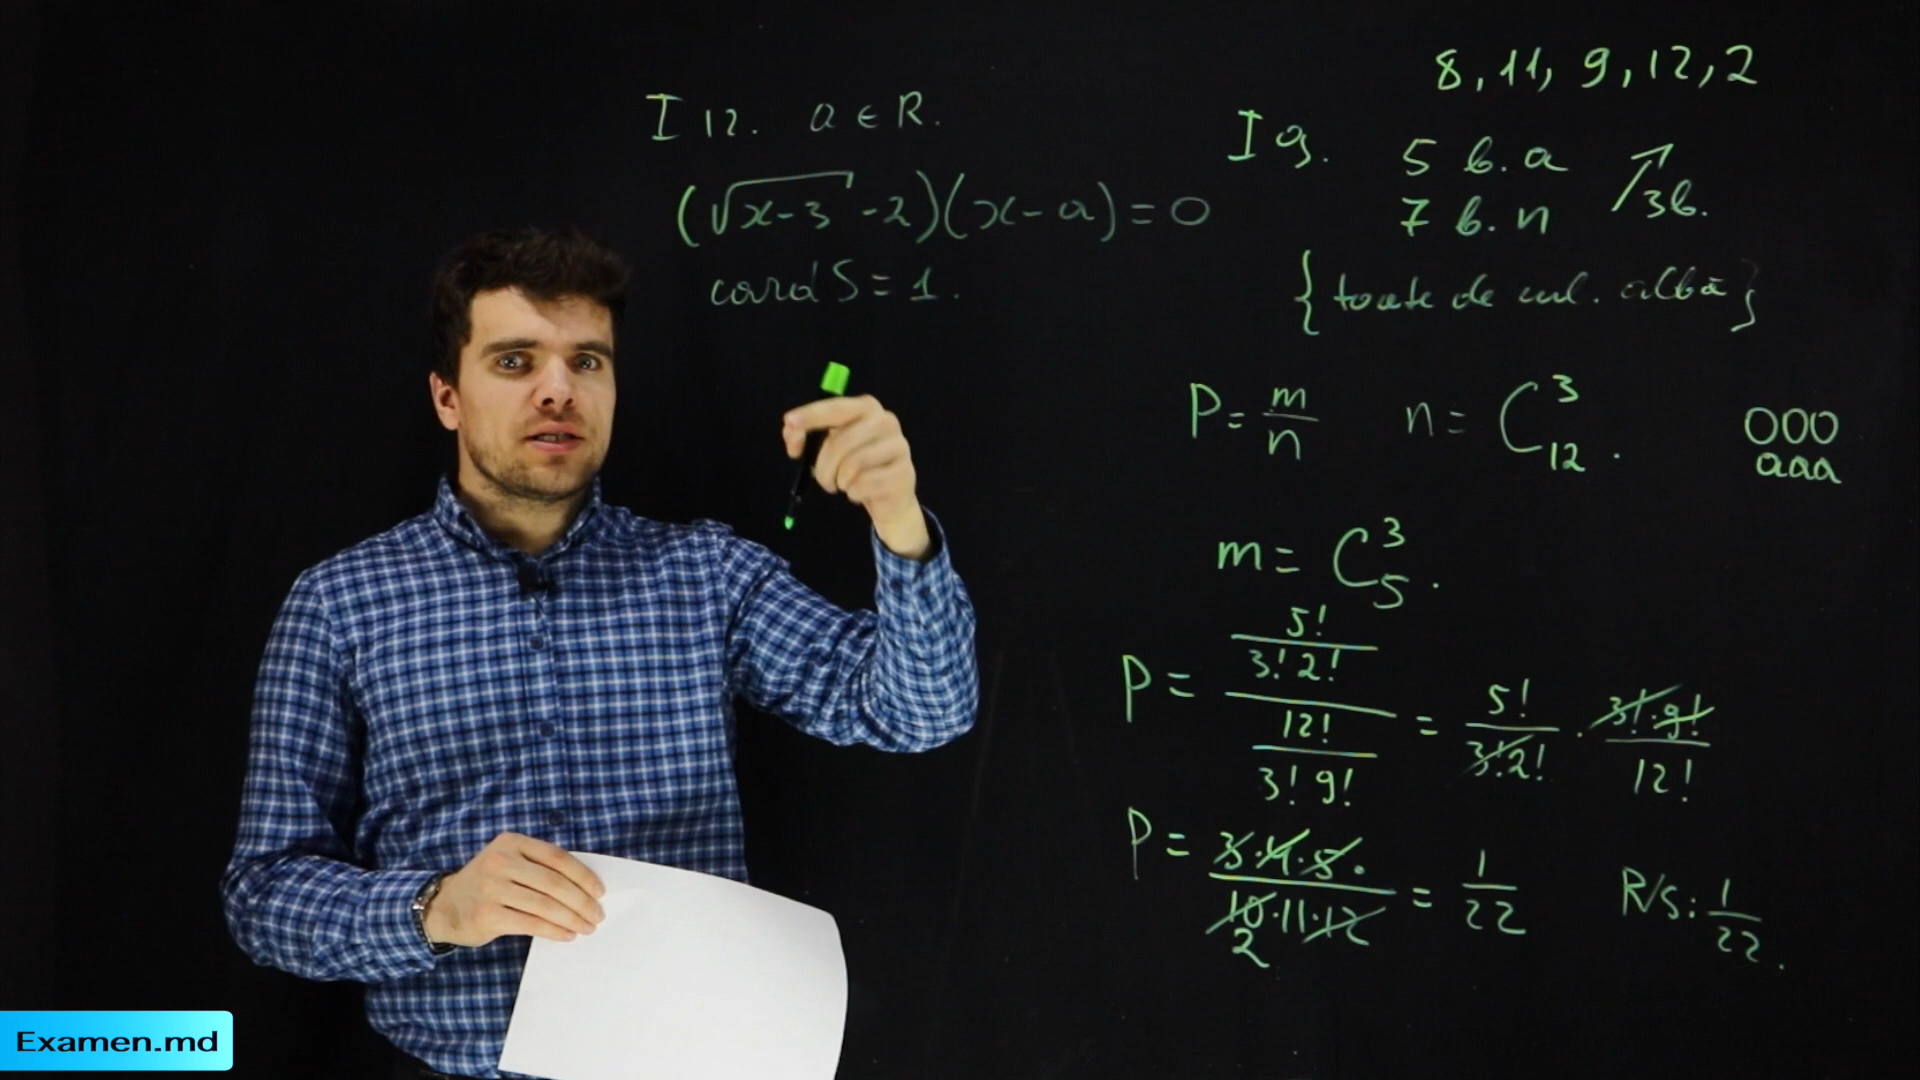 I 12. a ∈ R.
(√x-3 -2)(x-a)=0
card S = 1.
8, 11, 9, 12, 2
I 9. 5 b. a
7 b. n ↗ 3b.
{toate de cul. albă}
P = m/n n = C³₁₂.
OOO
aaa
m = C³₅.
P = (5!/(3! 2!))/(12!/(3! 9!)) = 5!/(3! 2!) · (3!·9!)/12!
P = (3·4·5·)/(10·11·12) = 1/22 R/s: 1/22.
2
Examen.md